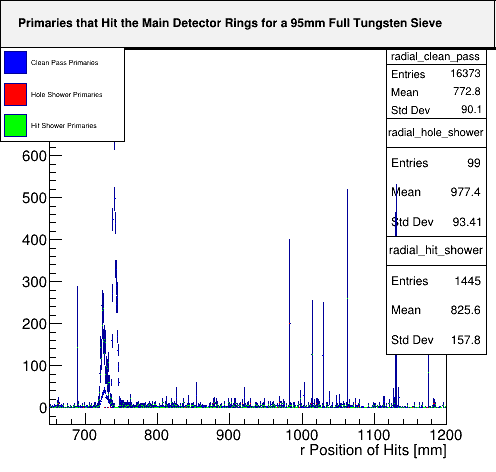 Primaries that Hit the Main Detector Rings for a 95mm Full Tungsten Sieve
Clean Pass Primaries
Hole Shower Primaries
Hit Shower Primaries
radial_clean_pass
Entries 16373
Mean 772.8
Std Dev 90.1
radial_hole_shower
Entries 99
Mean 977.4
Std Dev 93.41
radial_hit_shower
Entries 1445
Mean 825.6
Std Dev 157.8
600
500
400
300
200
100
0
700 800 900 1000 1100 1200
r Position of Hits [mm]